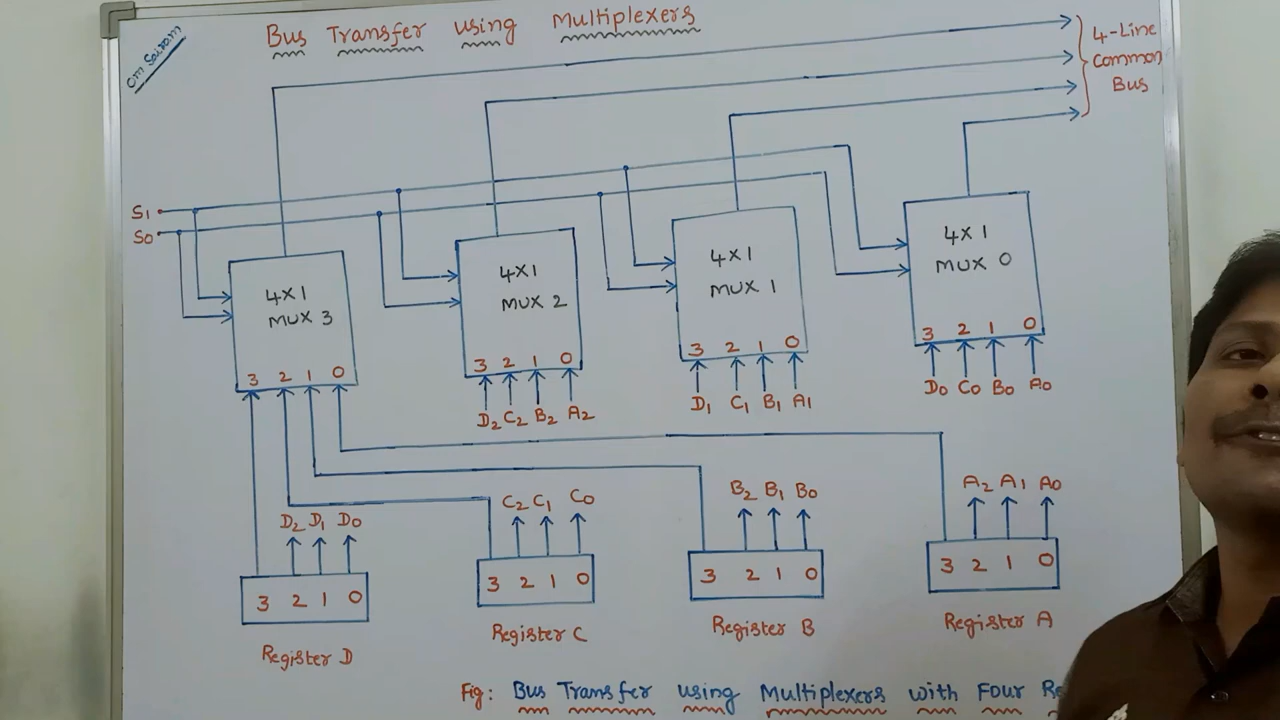 Om Sairam
Bus Transfer using Multiplexers
4-Line
Common
Bus
S1
S0
4X1
MUX 3
3 2 1 0
4X1
MUX 2
3 2 1 0
D2 C2 B2 A2
4X1
MUX 1
3 2 1 0
D1 C1 B1 A1
4X1
MUX 0
3 2 1 0
D0 C0 B0 A0
D2 D1 D0
3 2 1 0
Register D
C2 C1 C0
3 2 1 0
Register C
B2 B1 B0
3 2 1 0
Register B
A2 A1 A0
3 2 1 0
Register A
Fig: Bus Transfer using Multiplexers with Four